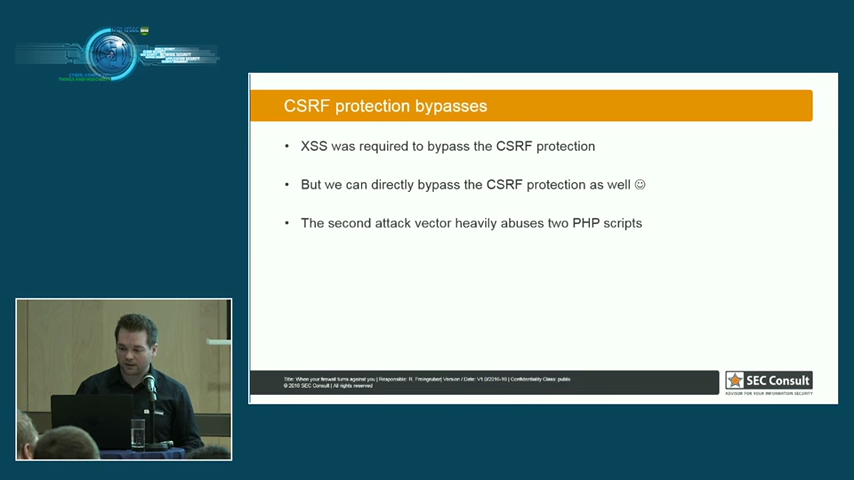 CSRF protection bypasses
• XSS was required to bypass the CSRF protection
• But we can directly bypass the CSRF protection as well ☺
• The second attack vector heavily abuses two PHP scripts
Title: When your firewall turns against you | Responsible: R. Freingruber | Version / Date: V1.0/2016-10 | Confidentiality Class: public
© 2016 SEC Consult | All rights reserved
SEC Consult
ADVISOR FOR YOUR INFORMATION SECURITY